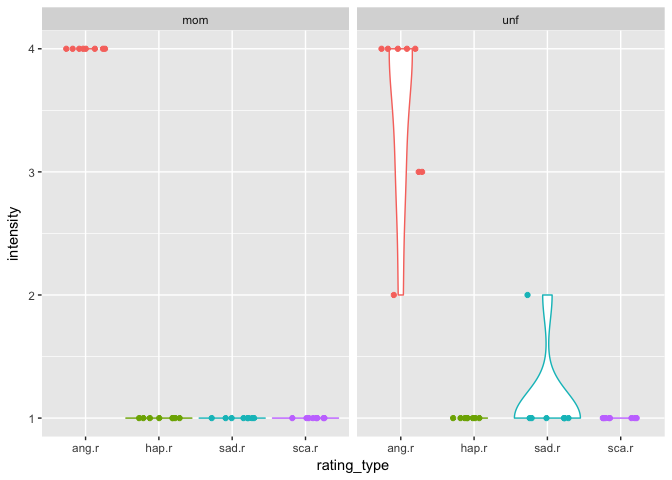 mom unf
intensity
4
3
2
1
ang.r hap.r sad.r sca.r ang.r hap.r sad.r sca.r
rating_type